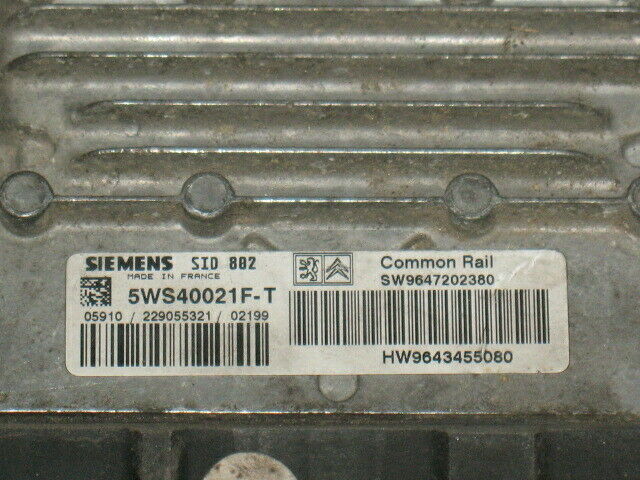 SIEMENS SID 802
MADE IN FRANCE
5WS40021F-T
05910 / 229055321 / 02199
Common Rail
SW9647202380
HW9643455080